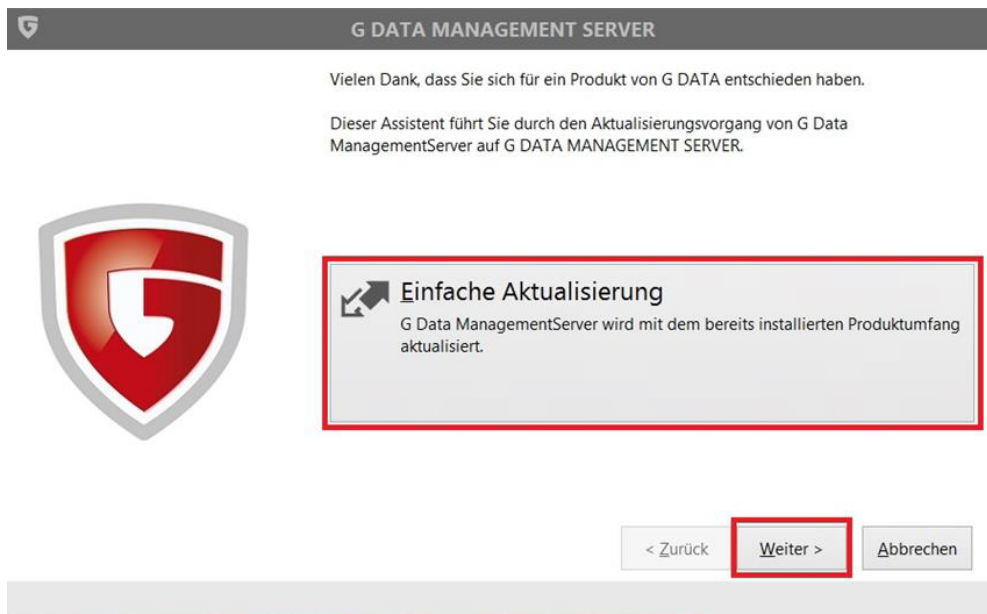 G DATA MANAGEMENT SERVER
Vielen Dank, dass Sie sich für ein Produkt von G DATA entschieden haben.
Dieser Assistent führt Sie durch den Aktualisierungsvorgang von G Data
ManagementServer auf G DATA MANAGEMENT SERVER.
Einfache Aktualisierung
G Data ManagementServer wird mit dem bereits installierten Produktumfang
aktualisiert.
< Zurück
Weiter >
Abbrechen